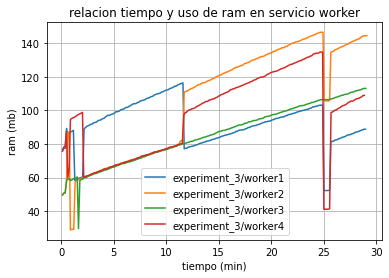 relacion tiempo y uso de ram en servicio worker
ram (mb)
140
120
100
80
60
40
experiment_3/worker1
experiment_3/worker2
experiment_3/worker3
experiment_3/worker4
0 5 10 15 20 25 30
tiempo (min)